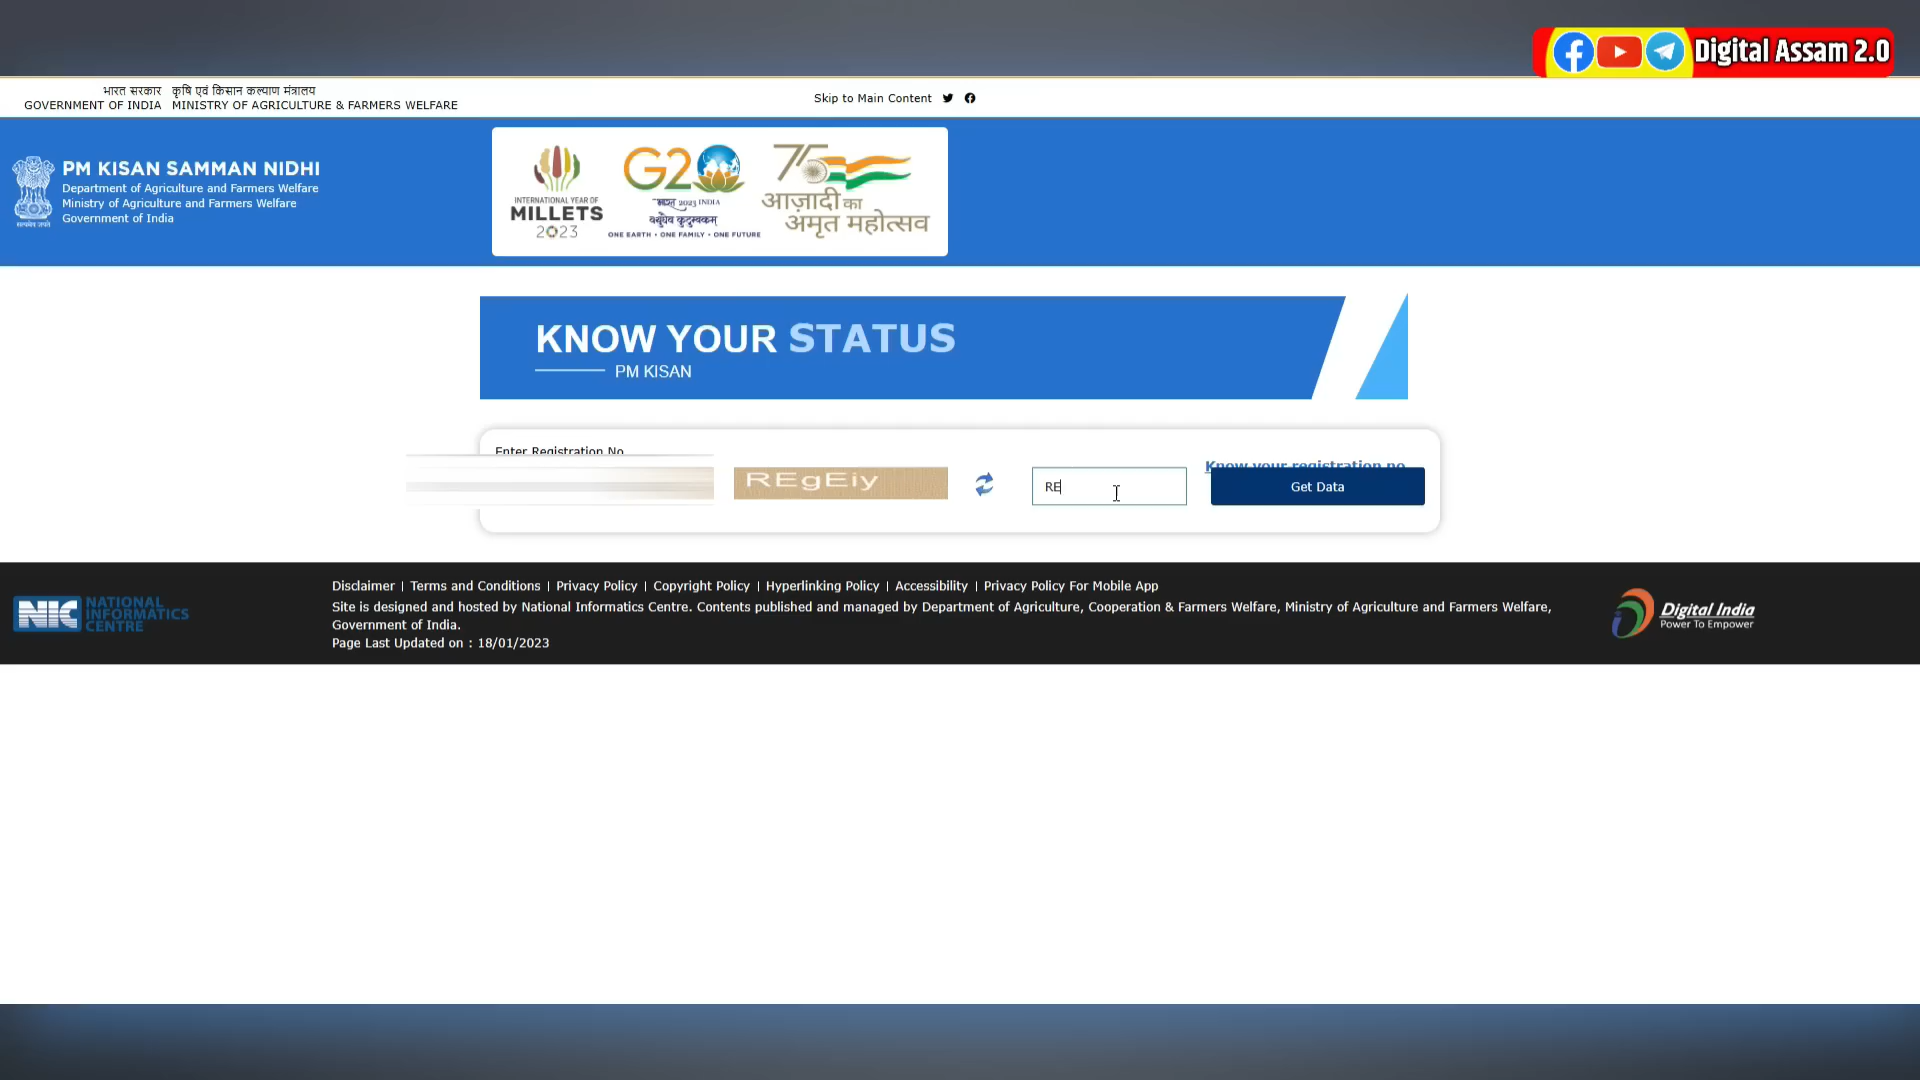 Digital Assam 2.0
भारत सरकार कृषि एवं किसान कल्याण मंत्रालय
GOVERNMENT OF INDIA MINISTRY OF AGRICULTURE & FARMERS WELFARE
Skip to Main Content
PM KISAN SAMMAN NIDHI
Department of Agriculture and Farmers Welfare
Ministry of Agriculture and Farmers Welfare
Government of India
सत्यमेव जयते
INTERNATIONAL YEAR OF
MILLETS
2023
G20
भारत 2023 INDIA
वसुधैव कुटुम्बकम्
ONE EARTH • ONE FAMILY • ONE FUTURE
75
आज़ादी का
अमृत महोत्सव
KNOW YOUR STATUS
PM KISAN
Enter Registration No
Know your registration no
REgEiy
RE
Get Data
NIC NATIONAL
INFORMATICS
CENTRE
Disclaimer | Terms and Conditions | Privacy Policy | Copyright Policy | Hyperlinking Policy | Accessibility | Privacy Policy For Mobile App
Site is designed and hosted by National Informatics Centre. Contents published and managed by Department of Agriculture, Cooperation & Farmers Welfare, Ministry of Agriculture and Farmers Welfare,
Government of India.
Page Last Updated on : 18/01/2023
Digital India
Power To Empower